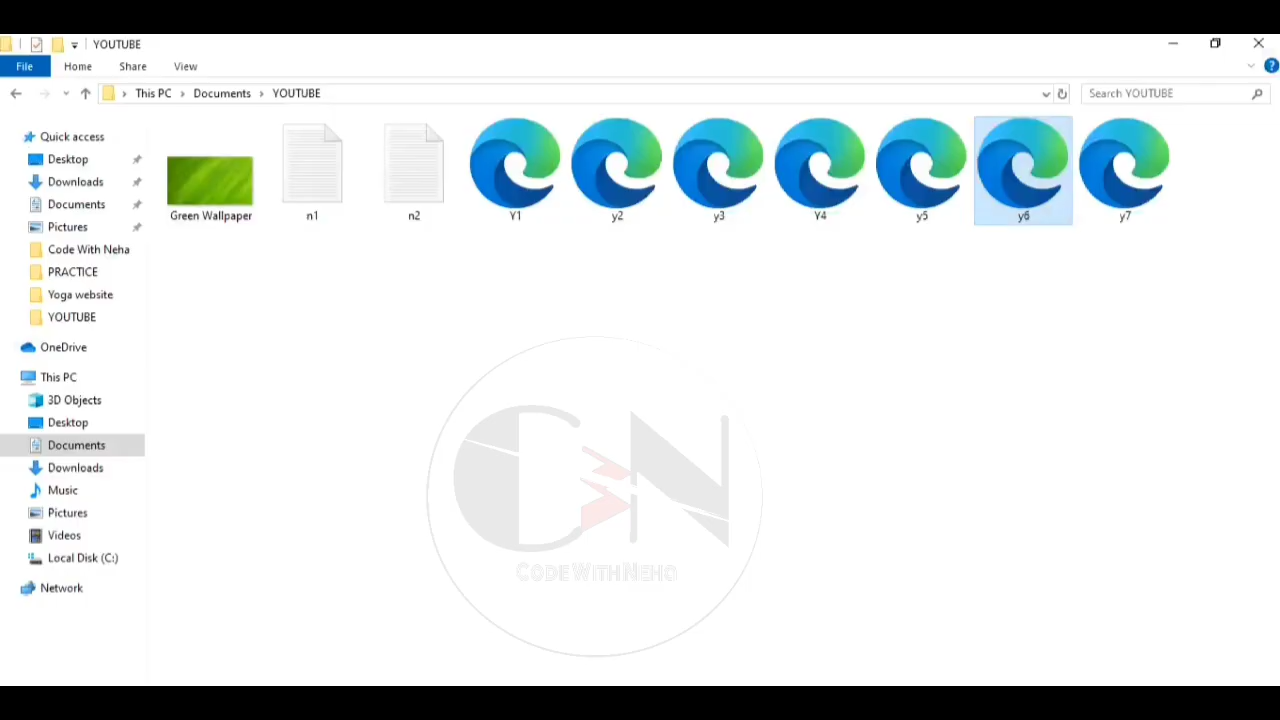 YOUTUBE
File Home Share View
This PC Documents YOUTUBE
Search YOUTUBE
Quick access
Desktop
Downloads
Documents
Pictures
Code With Neha
PRACTICE
Yoga website
YOUTUBE
OneDrive
This PC
3D Objects
Desktop
Documents
Downloads
Music
Pictures
Videos
Local Disk (C:)
Network
Green Wallpaper n1 n2 Y1 y2 y3 Y4 y5 y6 y7
CN
CODEWITHNEHA